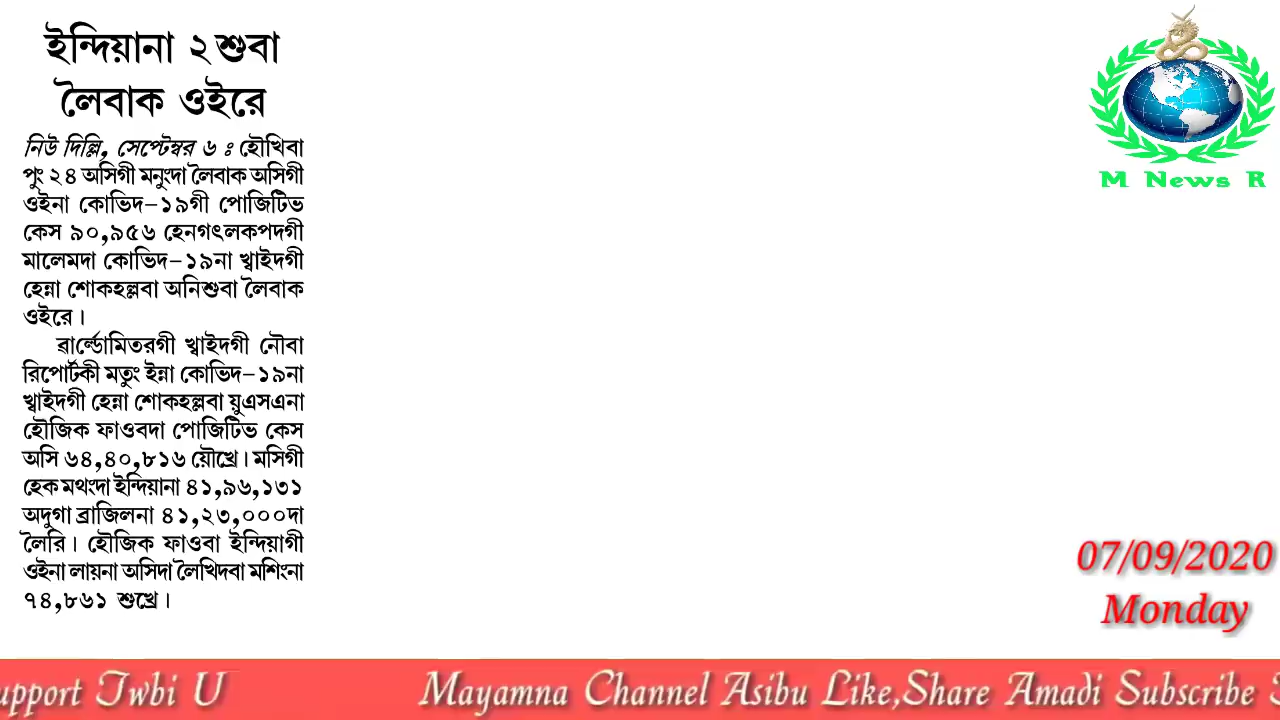 ইন্দিয়ানা ২শুবা
লৈবাক ওইরে
নিউ দিল্লি, সেপ্টেম্বর ৬ ঃ হৌখিবা
পুং ২৪ অসিগী মনুংদা লৈবাক অসিগী
ওইনা কোভিদ-১৯গী পোজিটিভ
কেস ৯০,৯৫৬ হেনগৎলকপদগী
মালেমদা কোভিদ-১৯না খ্বাইদগী
হেন্না শোকহল্লবা অনিশুবা লৈবাক
ওইরে।
ৱার্ল্ডোমিতরগী খ্বাইদগী নৌবা
রিপোর্টকী মতুং ইন্না কোভিদ-১৯না
খ্বাইদগী হেন্না শোকহল্লবা য়ুএসএনা
হৌজিক ফাওবদা পোজিটিভ কেস
অসি ৬৪,৪০,৮১৬ য়ৌখ্রে। মসিগী
হেক মথংদা ইন্দিয়ানা ৪১,৯৬,১৩১
অদুগা ব্রাজিলনা ৪১,২৩,০০০দা
লৈরি। হৌজিক ফাওবা ইন্দিয়াগী
ওইনা লায়না অসিদা লৈখিদবা মশিংনা
৭৪,৮৬১ শুখ্রে।
M News R
07/09/2020
Monday
upport Iwbi U Mayamna Channel Asibu Like,Share Amadi Subscribe